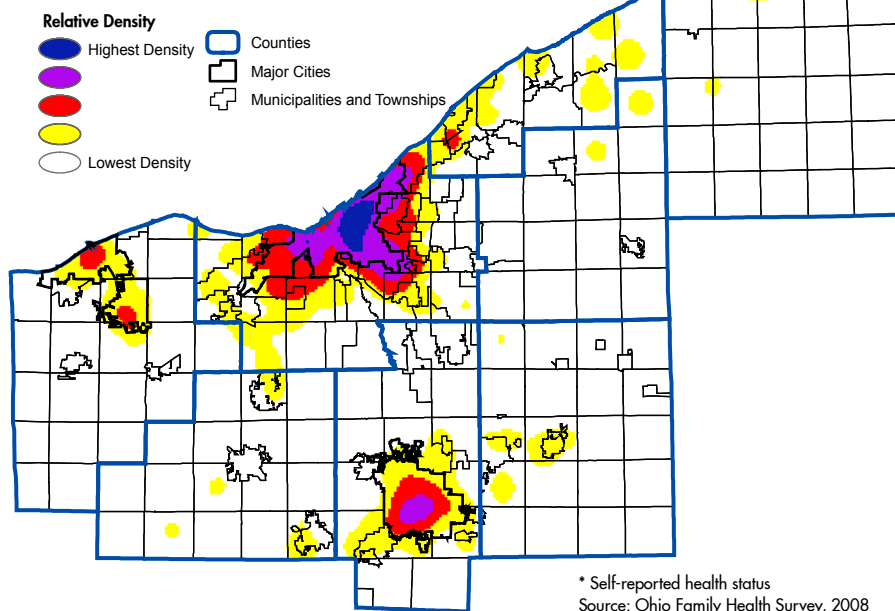 Relative Density
Highest Density
Lowest Density
Counties
Major Cities
Municipalities and Townships
* Self-reported health status
Source: Ohio Family Health Survey, 2008